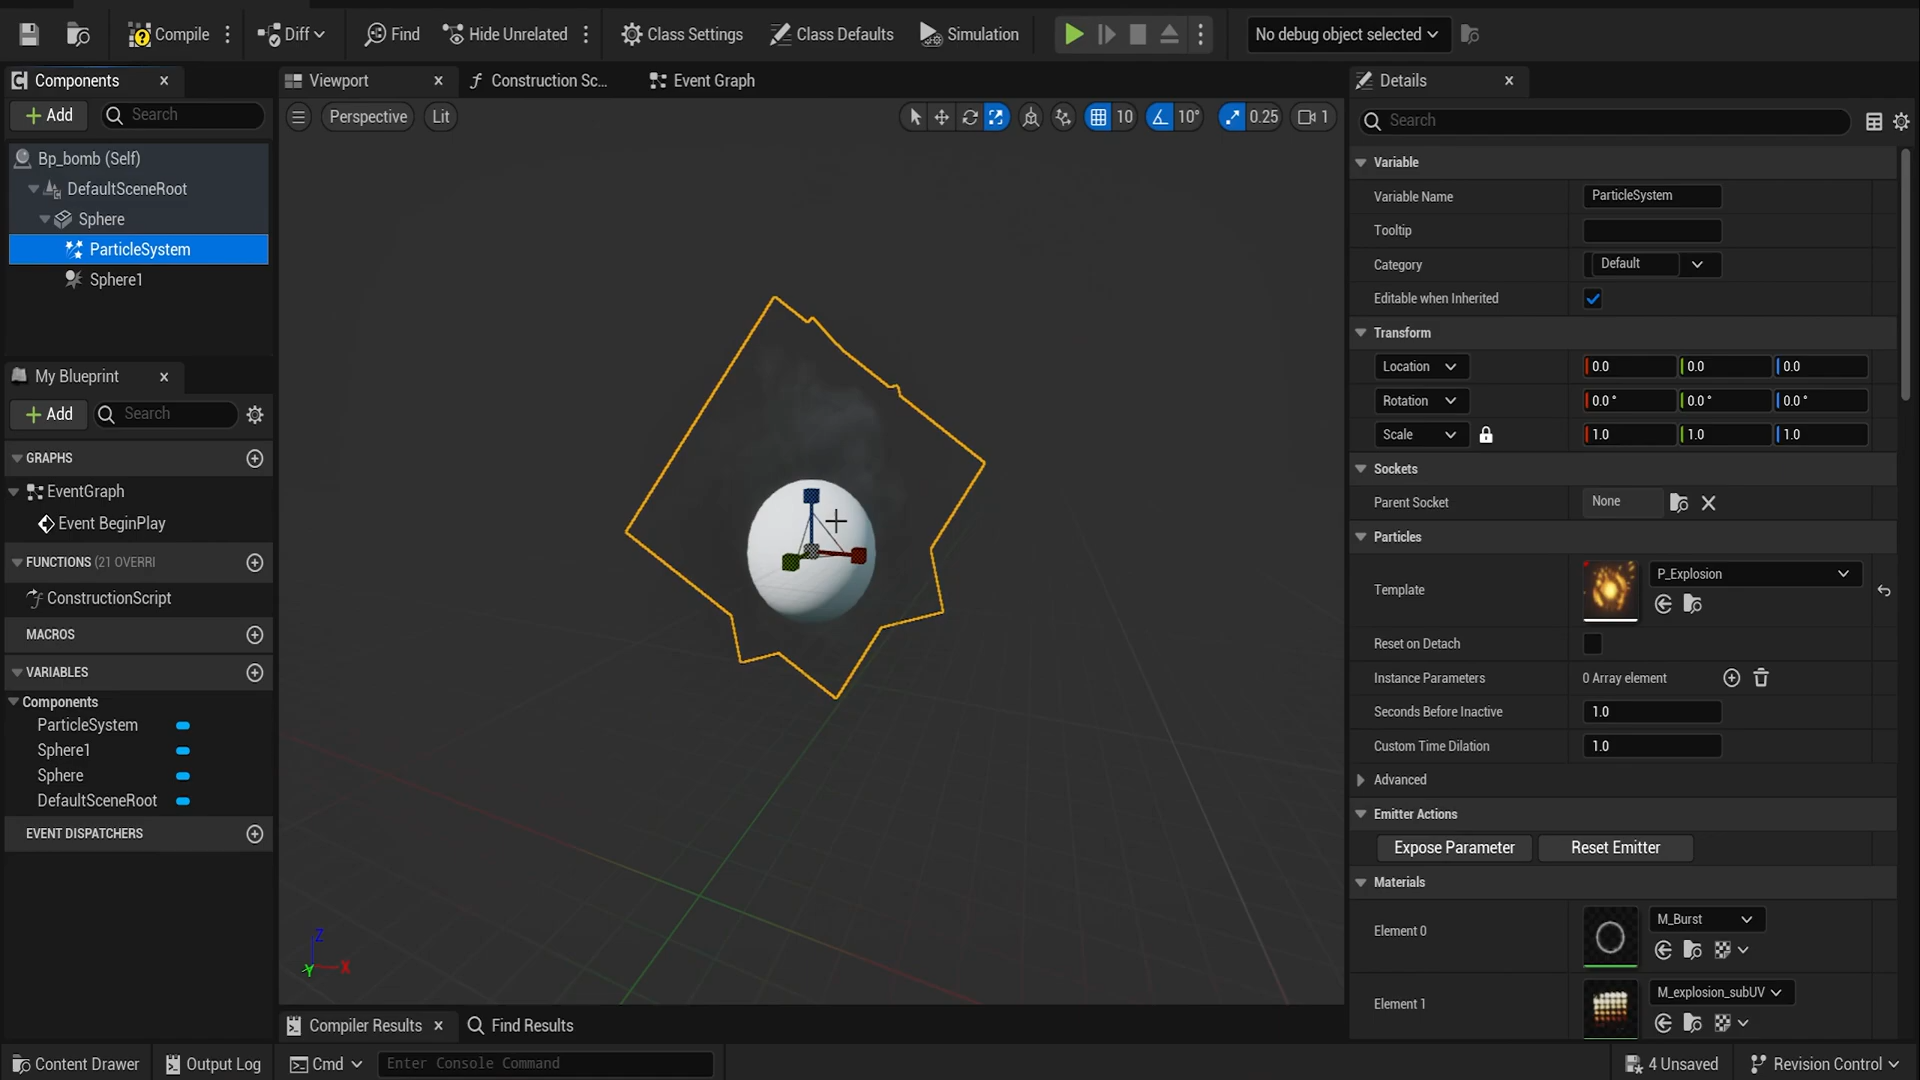 Compile
Diff
Find
Hide Unrelated
Class Settings
Class Defaults
Simulation
No debug object selected
Components
Viewport
Construction Sc...
Event Graph
Details
Add
Search
Perspective
Lit
10
10°
0.25
1
Search
Bp_bomb (Self)
DefaultSceneRoot
Sphere
ParticleSystem
Sphere1
My Blueprint
Add
Search
GRAPHS
EventGraph
Event BeginPlay
FUNCTIONS (21 OVERRI
ConstructionScript
MACROS
VARIABLES
Components
ParticleSystem
Sphere1
Sphere
DefaultSceneRoot
EVENT DISPATCHERS
Z
Y
X
Variable
Variable Name ParticleSystem
Tooltip
Category Default
Editable when Inherited
Transform
Location 0.0 0.0 0.0
Rotation 0.0° 0.0° 0.0°
Scale 1.0 1.0 1.0
Sockets
Parent Socket None
Particles
Template P_Explosion
Reset on Detach
Instance Parameters 0 Array element
Seconds Before Inactive 1.0
Custom Time Dilation 1.0
Advanced
Emitter Actions
Expose Parameter Reset Emitter
Materials
Element 0 M_Burst
Element 1 M_explosion_subUV
Compiler Results
Find Results
Content Drawer
Output Log
Cmd
Enter Console Command
4 Unsaved
Revision Control